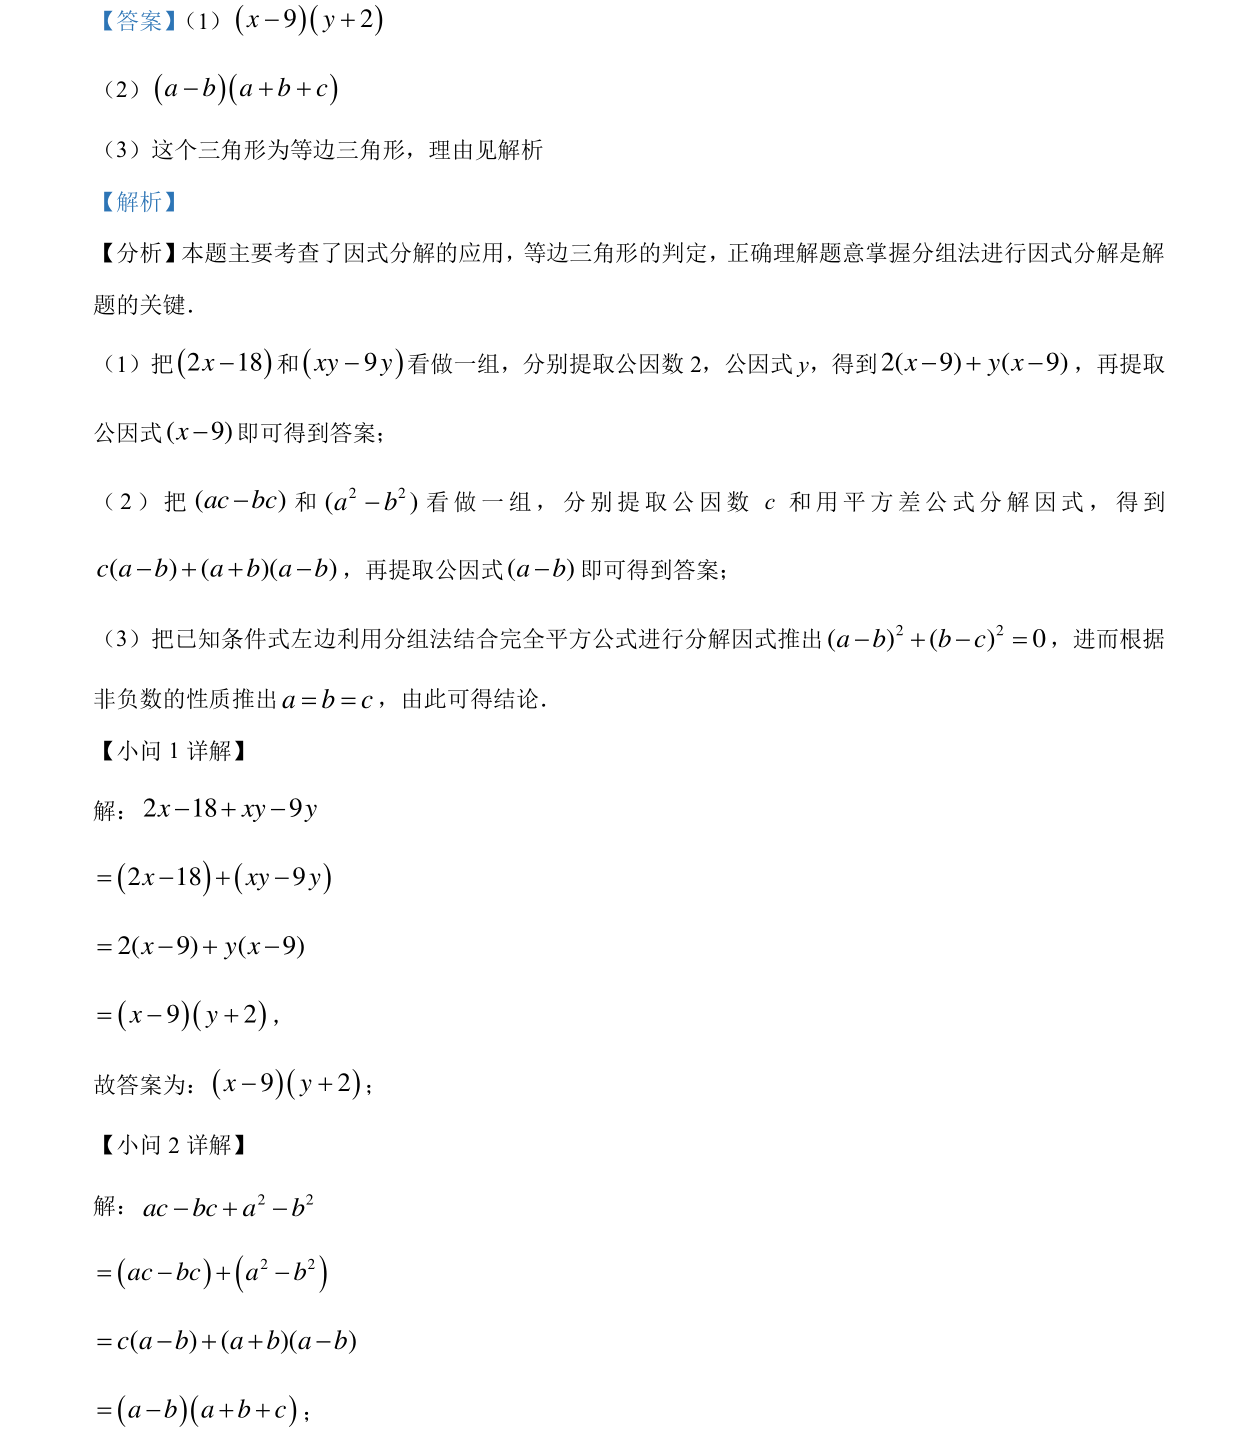 【答案】（1）(x−9)(y+2)
（2）(a−b)(a+b+c)
（3）这个三角形为等边三角形，理由见解析
【解析】
【分析】本题主要考查了因式分解的应用，等边三角形的判定，正确理解题意掌握分组法进行因式分解是解
题的关键．
（1）把(2x−18)和(xy−9y)看做一组，分别提取公因数 2，公因式 y，得到2(x−9)+y(x−9)，再提取
公因式(x−9)即可得到答案；
（2）把(ac−bc)和(a²−b²)看做一组，分别提取公因数 c 和用平方差公式分解因式，得到
c(a−b)+(a+b)(a−b)，再提取公因式(a−b)即可得到答案；
（3）把已知条件式左边利用分组法结合完全平方公式进行分解因式推出(a−b)²+(b−c)²=0，进而根据
非负数的性质推出a=b=c，由此可得结论．
【小问 1 详解】
解：2x−18+xy−9y
=(2x−18)+(xy−9y)
=2(x−9)+y(x−9)
=(x−9)(y+2)，
故答案为：(x−9)(y+2)；
【小问 2 详解】
解：ac−bc+a²−b²
=(ac−bc)+(a²−b²)
=c(a−b)+(a+b)(a−b)
=(a−b)(a+b+c)；